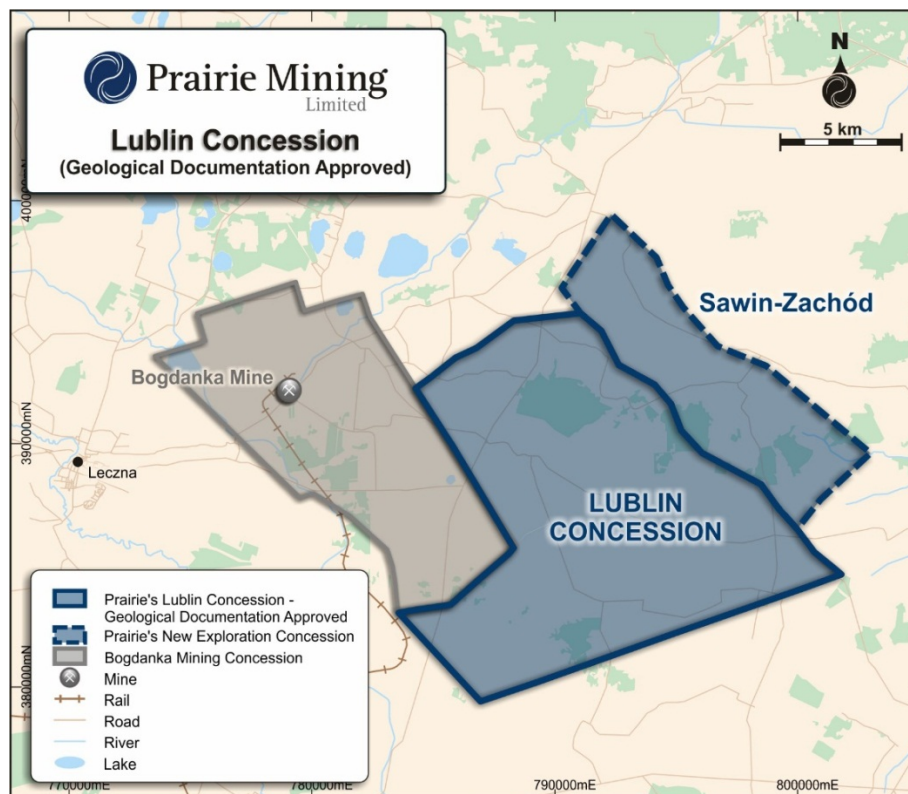 Prairie Mining
Limited
Lublin Concession
(Geological Documentation Approved)
N
5 km
400000mN
Sawin-Zachód
Bogdanka Mine
390000mN
Leczna
LUBLIN
CONCESSION
Prairie's Lublin Concession -
Geological Documentation Approved
Prairie's New Exploration Concession
Bogdanka Mining Concession
Mine
Rail
Road
River
Lake
380000mN
770000mE
780000mE
790000mE
800000mE